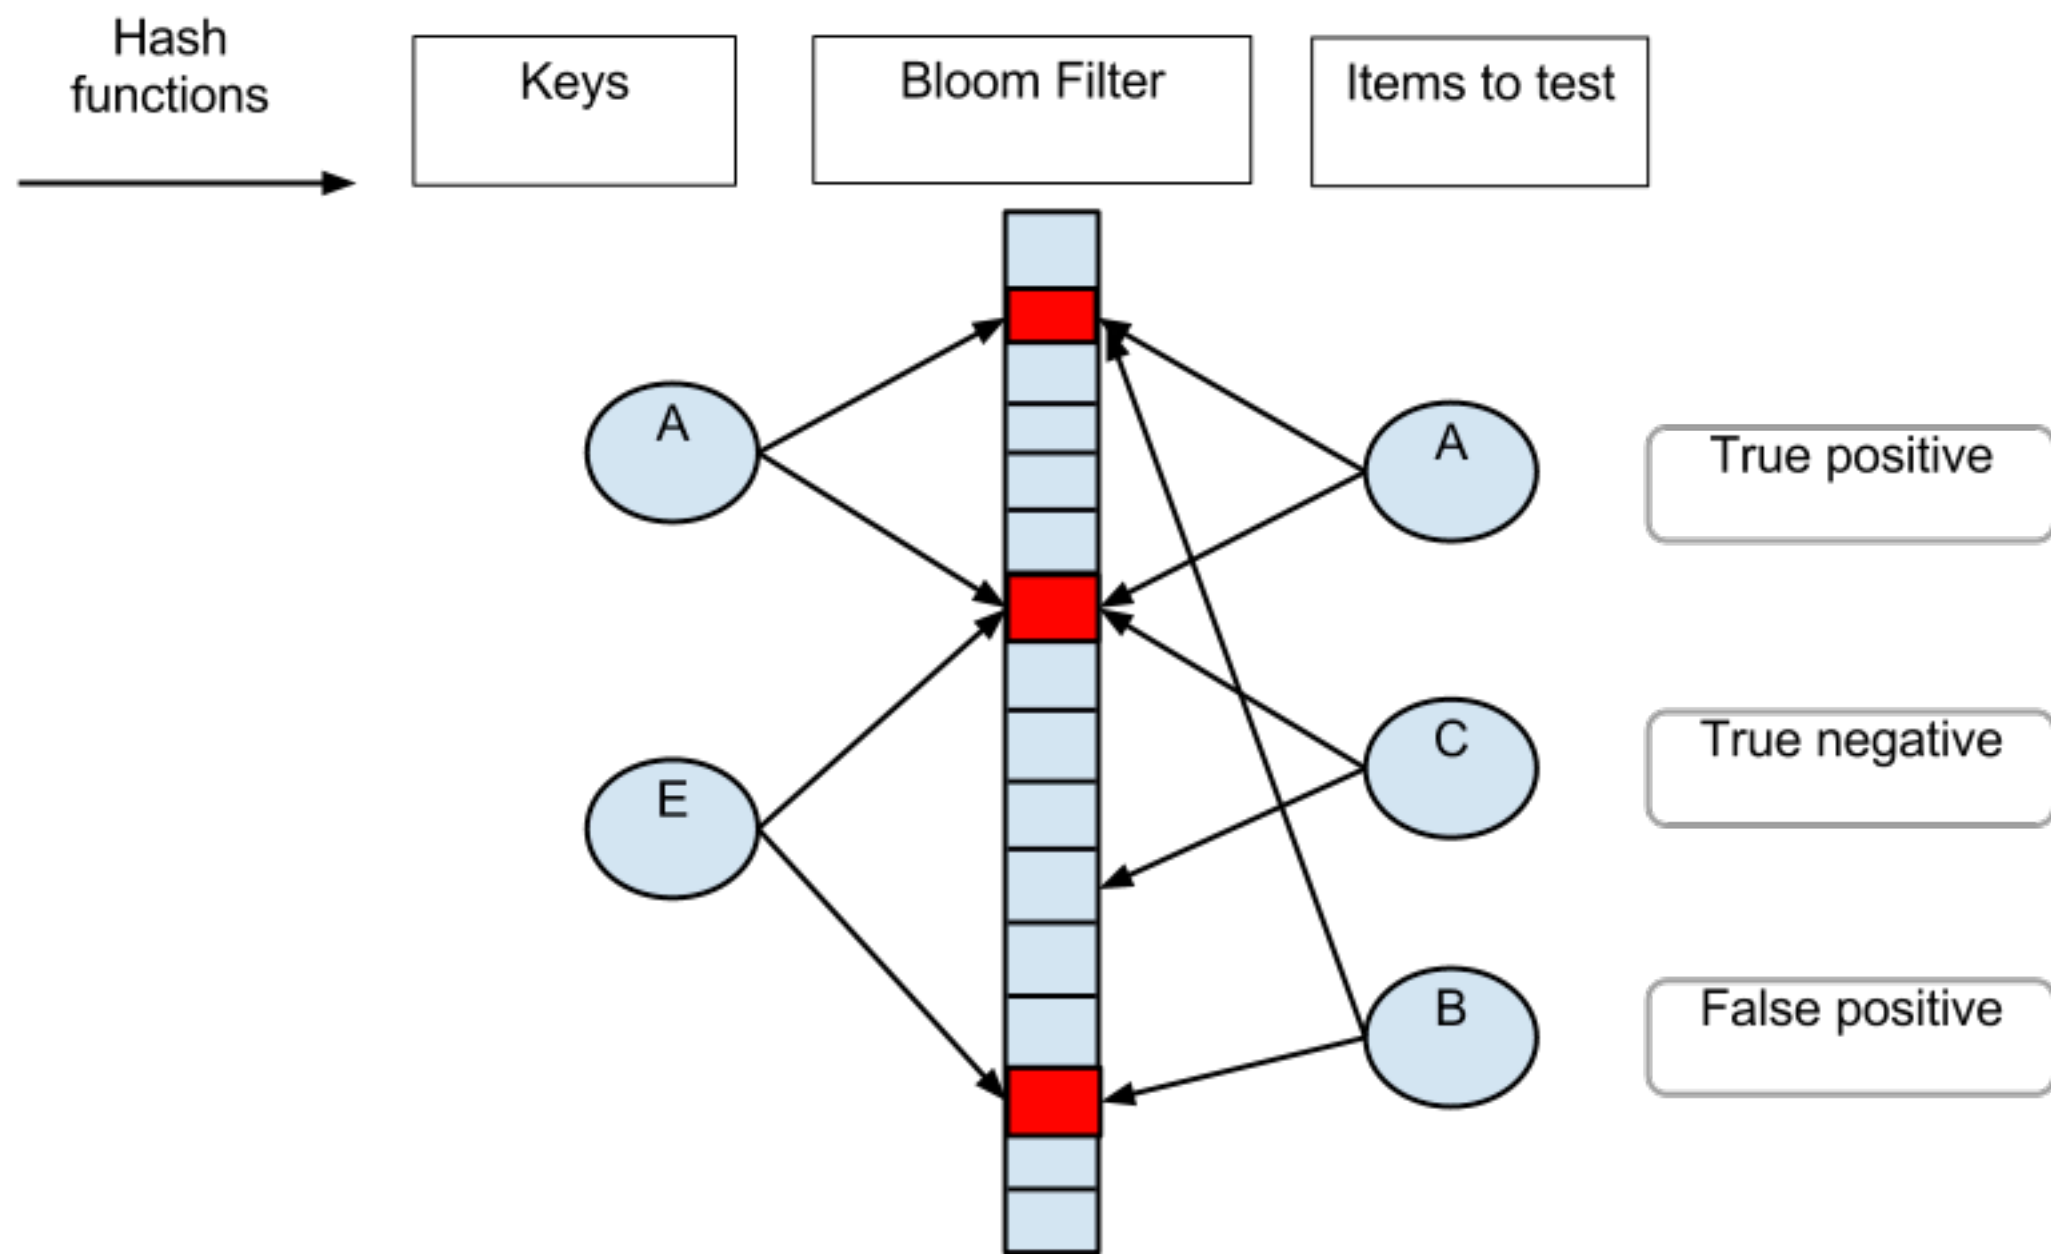 Hash
functions
Keys
Bloom Filter
Items to test
A
A
True positive
E
C
True negative
B
False positive